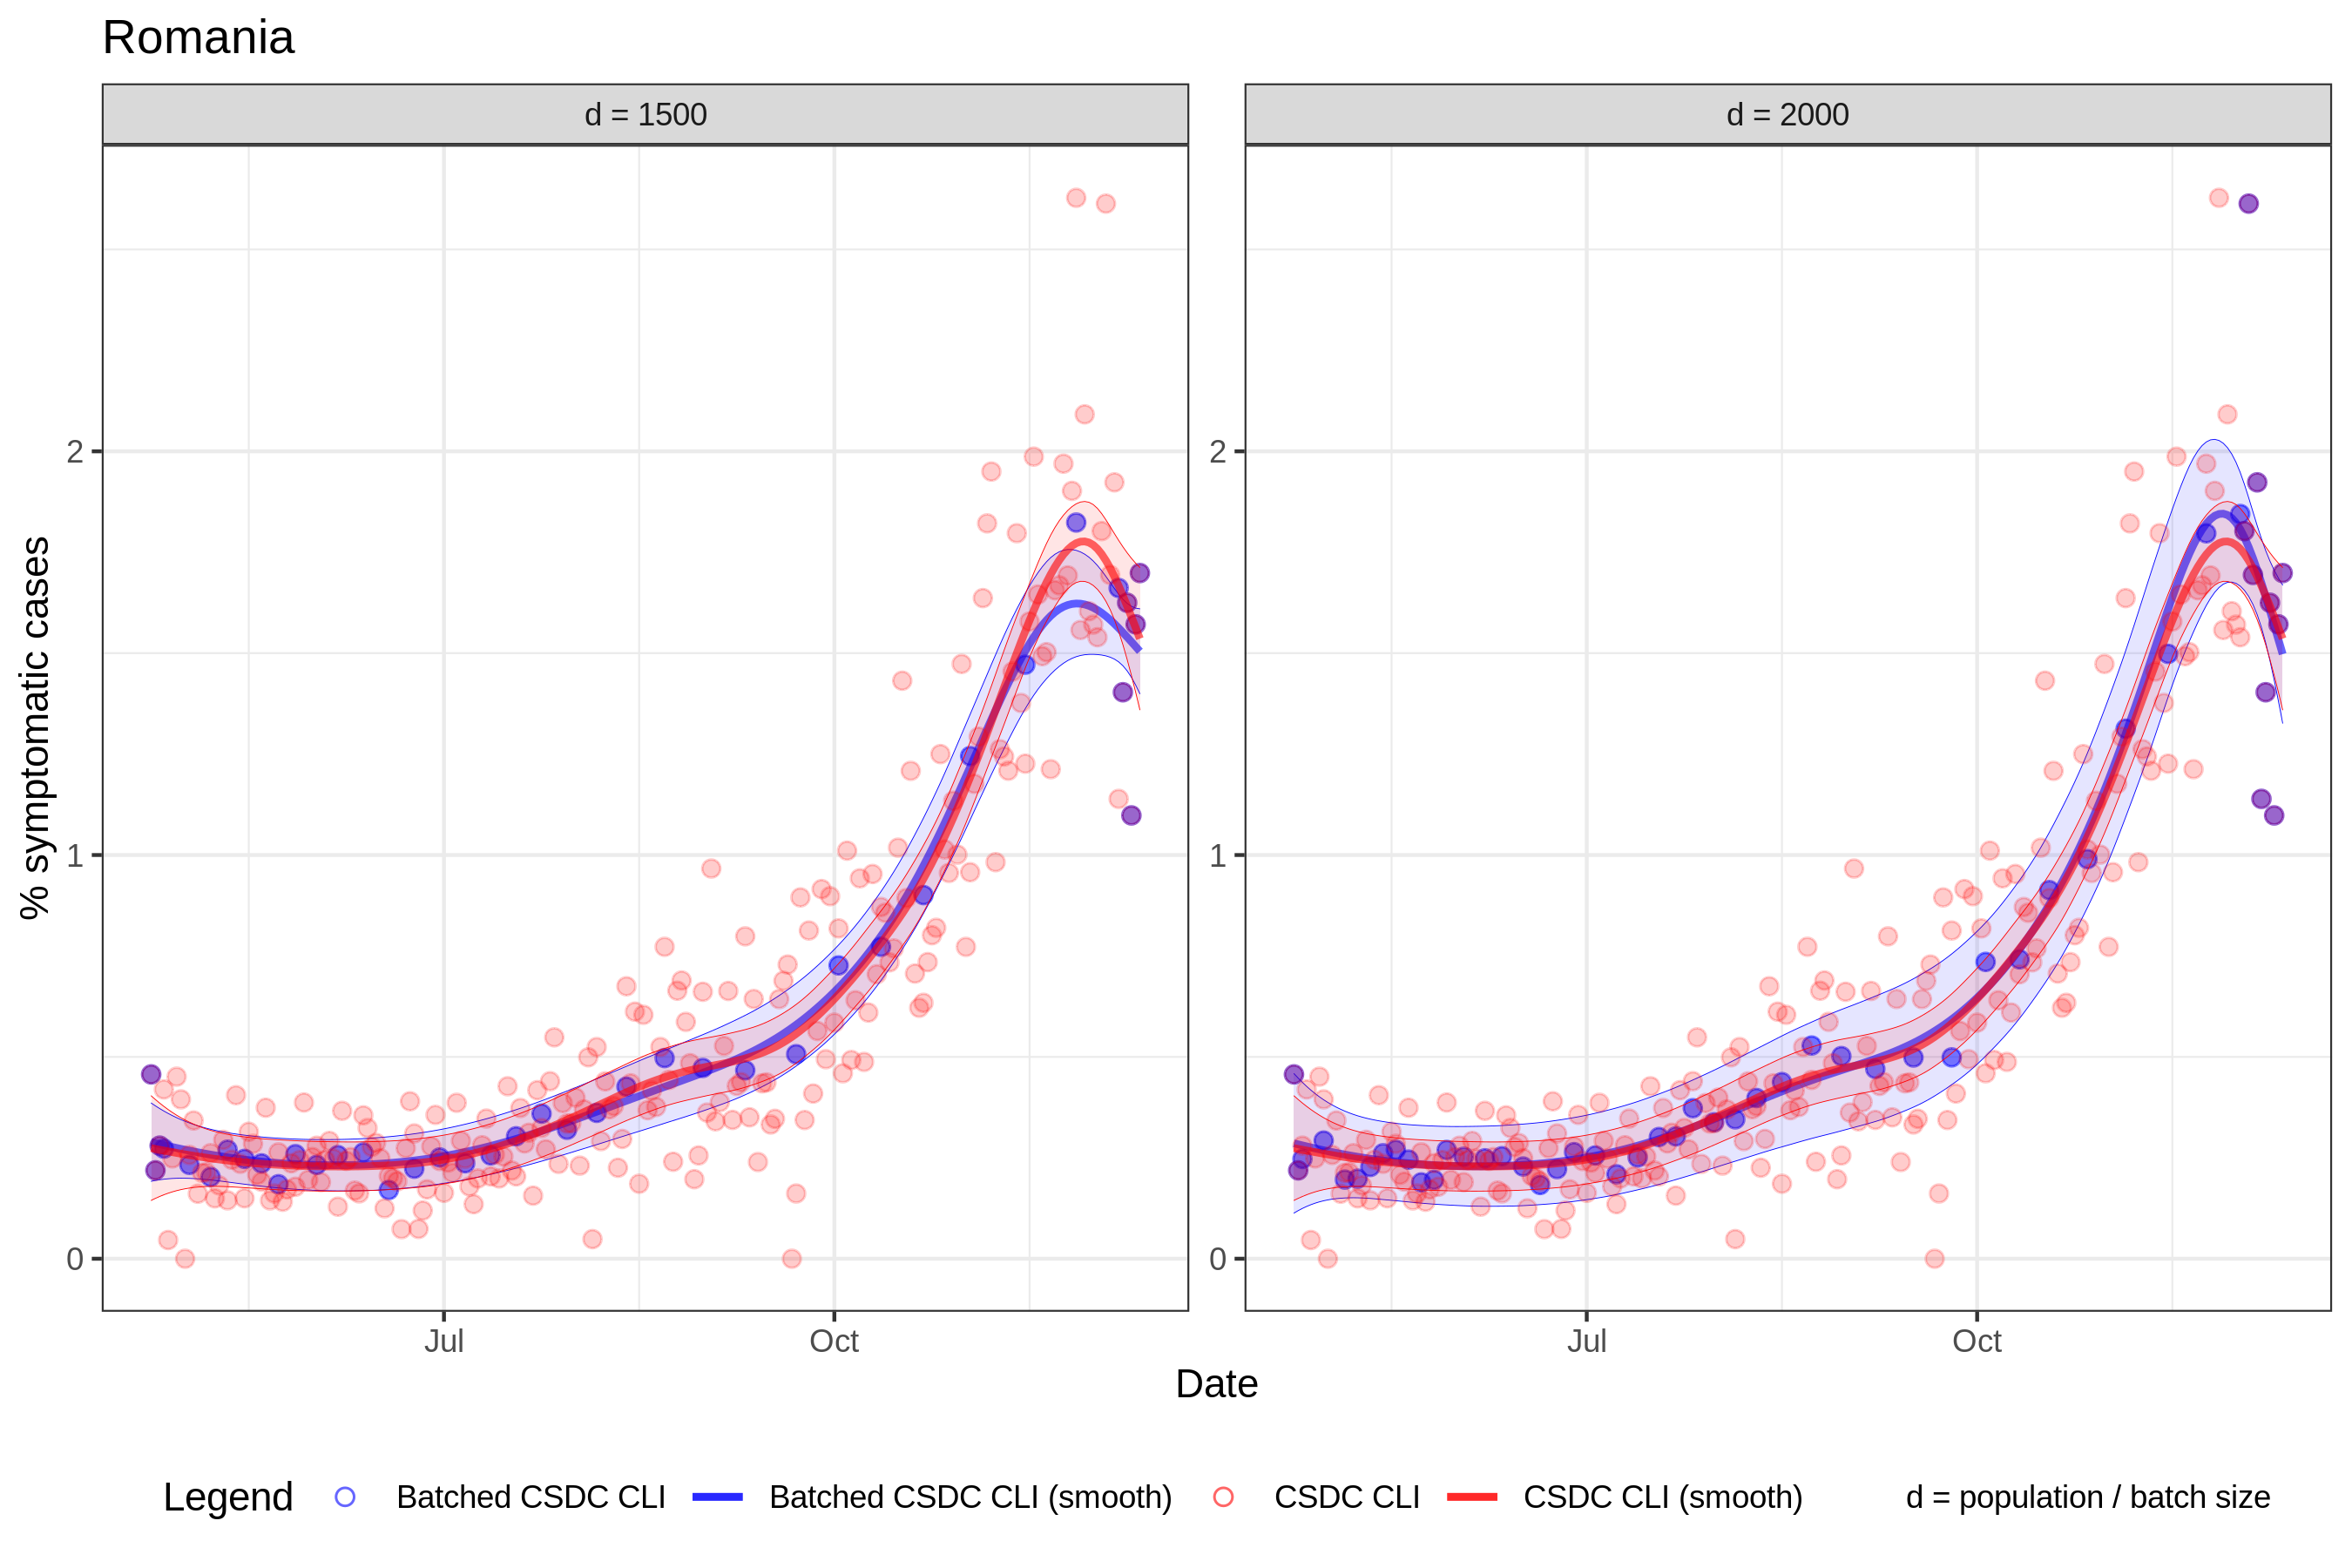 Romania
d = 1500
d = 2000
% symptomatic cases
2
1
0
2
1
0
Jul
Oct
Jul
Oct
Date
Legend
Batched CSDC CLI
Batched CSDC CLI (smooth)
CSDC CLI
CSDC CLI (smooth)
d = population / batch size